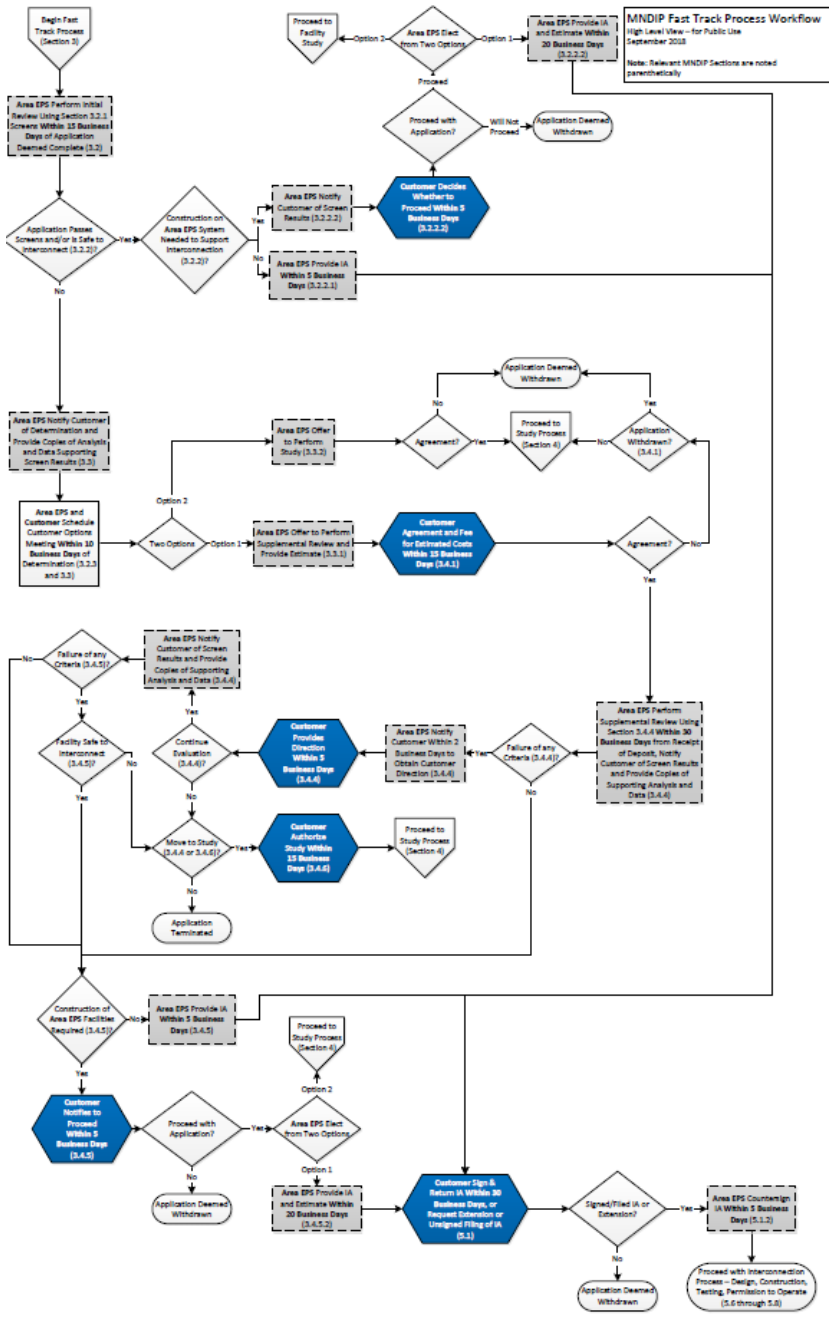 MNDIP Fast Track Process Workflow
High Level View – for Public Use
September 2018
Note: Relevant MNDIP Sections are noted
parenthetically
Begin Fast
Track Process
(Section 3)
Area EPS Perform Initial
Review Using Section 3.2.1
Screens Within 15 Business
Days of Application
Deemed Complete (3.2)
Application Passes
Screens and/or is Safe to
Interconnect (3.2.2)?
Yes
No
Construction on
Area EPS System
Needed to Support
Interconnection
(3.2.2)?
Yes
No
Area EPS Notify
Customer of Screen
Results (3.2.2.2)
Area EPS Provide IA
Within 5 Business
Days (3.2.2.1)
Customer Decides
Whether to
Proceed Within 5
Business Days
(3.2.2.2)
Proceed with
Application?
Will Not
Proceed
Application Deemed
Withdrawn
Proceed
Area EPS Elect
from Two Options
Option 2
Proceed to
Facility
Study
Option 1
Area EPS Provide IA
and Estimate Within
20 Business Days
(3.2.2.2)
Area EPS Notify Customer
of Determination and
Provide Copies of Analysis
and Data Supporting
Screen Results (3.3)
Area EPS and
Customer Schedule
Customer Options
Meeting Within 10
Business Days of
Determination (3.2.3
and 3.3)
Two Options
Option 2
Option 1
Area EPS Offer
to Perform
Study (3.3.2)
Agreement?
No
Yes
Application Deemed
Withdrawn
Proceed to
Study Process
(Section 4)
Yes
No
Application
Withdrawn?
(3.4.1)
Area EPS Offer to Perform
Supplemental Review and
Provide Estimate (3.3.1)
Customer
Agreement and Fee
for Estimated Costs
Within 15 Business
Days (3.4.1)
Agreement?
No
Yes
Area EPS Perform
Supplemental Review Using
Section 3.4.4 Within 30
Business Days from Receipt
of Deposit, Notify
Customer of Screen Results
and Provide Copies of
Supporting Analysis and
Data (3.4.4)
Failure of any
Criteria (3.4.4)?
Yes
No
Area EPS Notify
Customer Within 2
Business Days to
Obtain Customer
Direction (3.4.4)
Customer
Provides
Direction Within 5
Business Days
(3.4.4)
Continue
Evaluation
(3.4.4)?
Yes
No
Area EPS Notify
Customer of Screen
Results and Provide
Copies of Supporting
Analysis and Data (3.4.4)
Failure of any
Criteria (3.4.5)?
No
Yes
Facility Safe to
Interconnect
(3.4.5)?
No
Yes
Move to Study
(3.4.4 or 3.4.6)?
Yes
No
Customer
Authorize
Study Within
15 Business
Days (3.4.6)
Proceed to
Study Process
(Section 4)
Application
Terminated
Construction of
Area EPS Facilities
Required (3.4.5)?
No
Yes
Area EPS Provide IA
Within 5 Business
Days (3.4.5)
Customer
Notifies to
Proceed
Within 5
Business Days
(3.4.5)
Proceed with
Application?
Yes
No
Application Deemed
Withdrawn
Area EPS Elect
from Two Options
Option 2
Proceed to
Study Process
(Section 4)
Option 1
Area EPS Provide IA
and Estimate Within
20 Business Days
(3.4.5.2)
Customer Sign &
Return IA Within 30
Business Days, or
Request Extension or
Unsigned Filing of IA
(5.1)
Signed/Filed IA or
Extension?
Yes
No
Application Deemed
Withdrawn
Area EPS Countersign
IA Within 5 Business
Days (5.1.2)
Proceed with Interconnection
Process – Design, Construction,
Testing, Permission to Operate
(5.6 through 5.8)